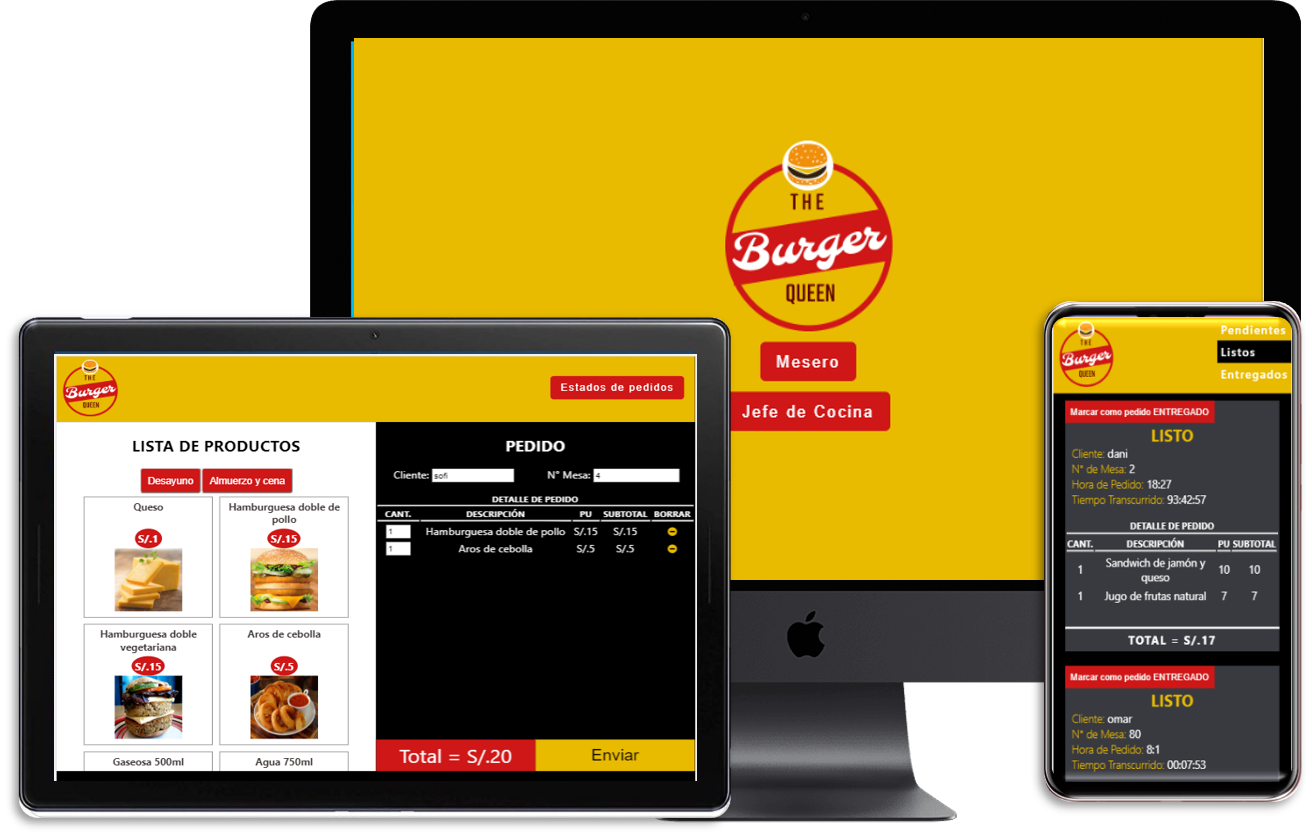 THE
Burger
QUEEN
Mesero
Jefe de Cocina
THE
Burger
QUEEN
Estados de pedidos
LISTA DE PRODUCTOS
Desayuno
Almuerzo y cena
Queso
S/.1
Hamburguesa doble de
pollo
S/.15
Hamburguesa doble
vegetariana
S/.15
Aros de cebolla
S/.5
Gaseosa 500ml
Agua 750ml
PEDIDO
Cliente: sofi N° Mesa: 4
DETALLE DE PEDIDO
CANT. DESCRIPCIÓN PU SUBTOTAL BORRAR
1 Hamburguesa doble de pollo S/.15 S/.15
1 Aros de cebolla S/.5 S/.5
Total = S/.20
Enviar
THE
Burger
QUEEN
Pendientes
Listos
Entregados
Marcar como pedido ENTREGADO
LISTO
Cliente: dani
N° de Mesa: 2
Hora de Pedido: 18:27
Tiempo Transcurrido: 93:42:57
DETALLE DE PEDIDO
CANT. DESCRIPCIÓN PU SUBTOTAL
1 Sandwich de jamón y
queso 10 10
1 Jugo de frutas natural 7 7
TOTAL = S/.17
Marcar como pedido ENTREGADO
LISTO
Cliente: omar
N° de Mesa: 80
Hora de Pedido: 8:1
Tiempo Transcurrido: 00:07:53